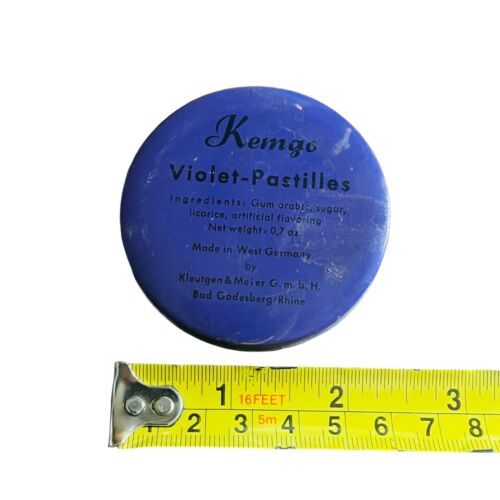 Kemgo
Violet-Pastilles
Ingredients: Gum arabic, sugar,
licorice, artificial flavoring
Net weight: 0,7 oz.
Made in West Germany
by
Kleutgen & Meier G. m. b. H.
Bad Godesberg/Rhine
1 16FEET 2 3
1 2 3 5m 4 5 6 7 8